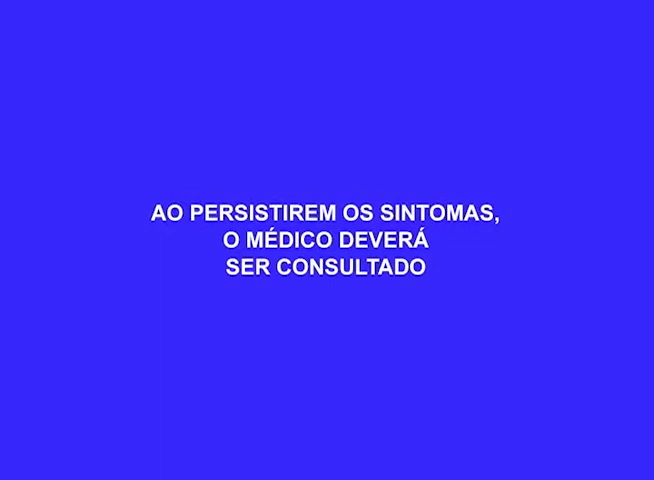 AO PERSISTIREM OS SINTOMAS,
O MÉDICO DEVERÁ
SER CONSULTADO